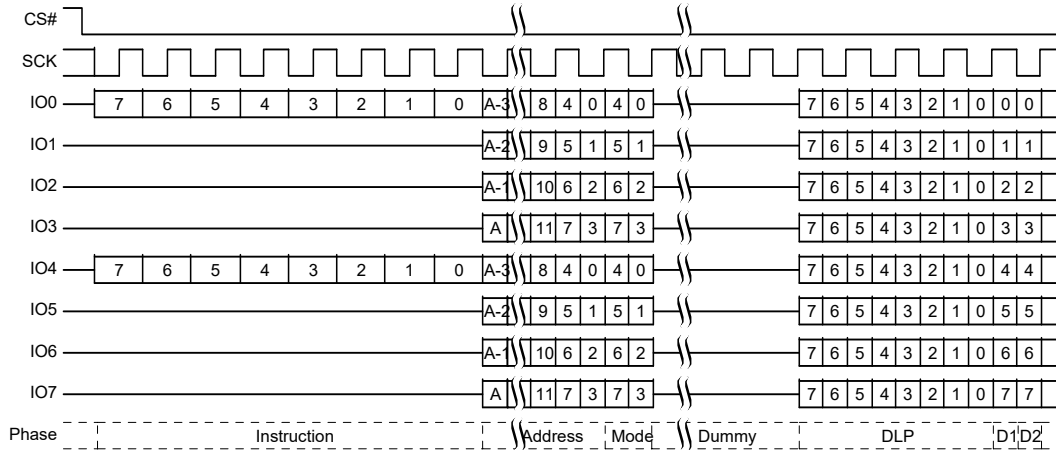 CS#
SCK
IO0 7 6 5 4 3 2 1 0 A-3 8 4 0 4 0 7 6 5 4 3 2 1 0 0 0
IO1 A-2 9 5 1 5 1 7 6 5 4 3 2 1 0 1 1
IO2 A-1 10 6 2 6 2 7 6 5 4 3 2 1 0 2 2
IO3 A 11 7 3 7 3 7 6 5 4 3 2 1 0 3 3
IO4 7 6 5 4 3 2 1 0 A-3 8 4 0 4 0 7 6 5 4 3 2 1 0 4 4
IO5 A-2 9 5 1 5 1 7 6 5 4 3 2 1 0 5 5
IO6 A-1 10 6 2 6 2 7 6 5 4 3 2 1 0 6 6
IO7 A 11 7 3 7 3 7 6 5 4 3 2 1 0 7 7
Phase Instruction Address Mode Dummy DLP D1 D2